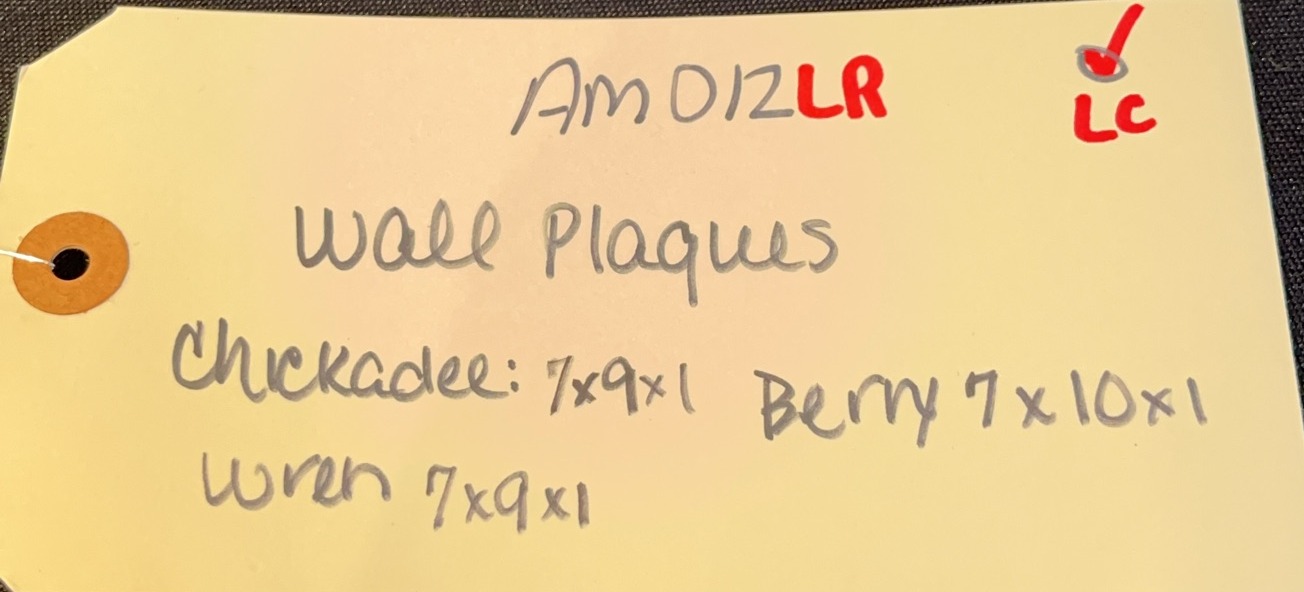 AM012LR
LC
Wall Plaques
Chickadee: 7x9x1 Berry 7x10x1
Wren 7x9x1